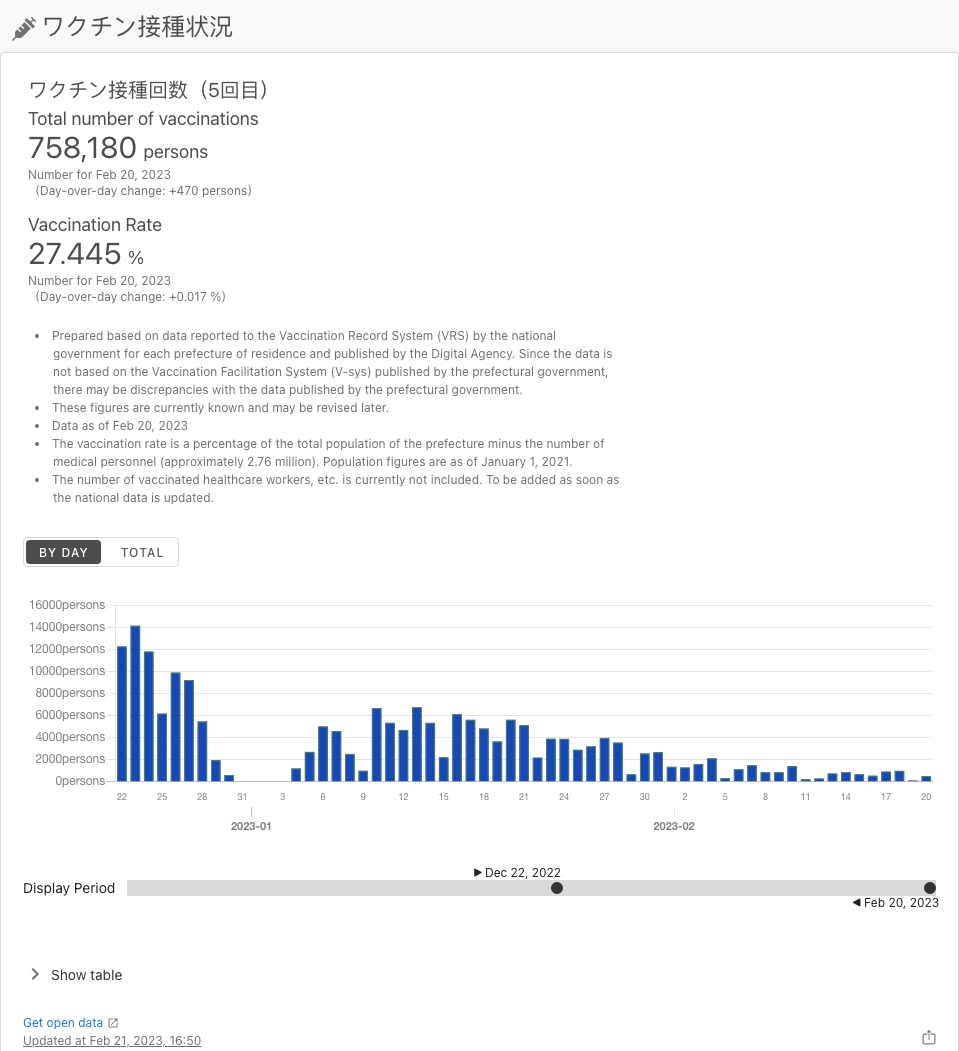 ワクチン接種状況
ワクチン接種回数（5回目）
Total number of vaccinations
758,180 persons
Number for Feb 20, 2023
（Day-over-day change: +470 persons）
Vaccination Rate
27.445 %
Number for Feb 20, 2023
（Day-over-day change: +0.017 %）
• Prepared based on data reported to the Vaccination Record System (VRS) by the national
government for each prefecture of residence and published by the Digital Agency. Since the data is
not based on the Vaccination Facilitation System (V-sys) published by the prefectural government,
there may be discrepancies with the data published by the prefectural government.
• These figures are currently known and may be revised later.
• Data as of Feb 20, 2023
• The vaccination rate is a percentage of the total population of the prefecture minus the number of
medical personnel (approximately 2.76 million). Population figures are as of January 1, 2021.
• The number of vaccinated healthcare workers, etc. is currently not included. To be added as soon as
the national data is updated.
BY DAY TOTAL
16000persons
14000persons
12000persons
10000persons
8000persons
6000persons
4000persons
2000persons
0persons
22 25 28 31 3 6 9 12 15 18 21 24 27 30 2 5 8 11 14 17 20
2023-01 2023-02
Dec 22, 2022
Display Period
Feb 20, 2023
Show table
Get open data
Updated at Feb 21, 2023, 16:50